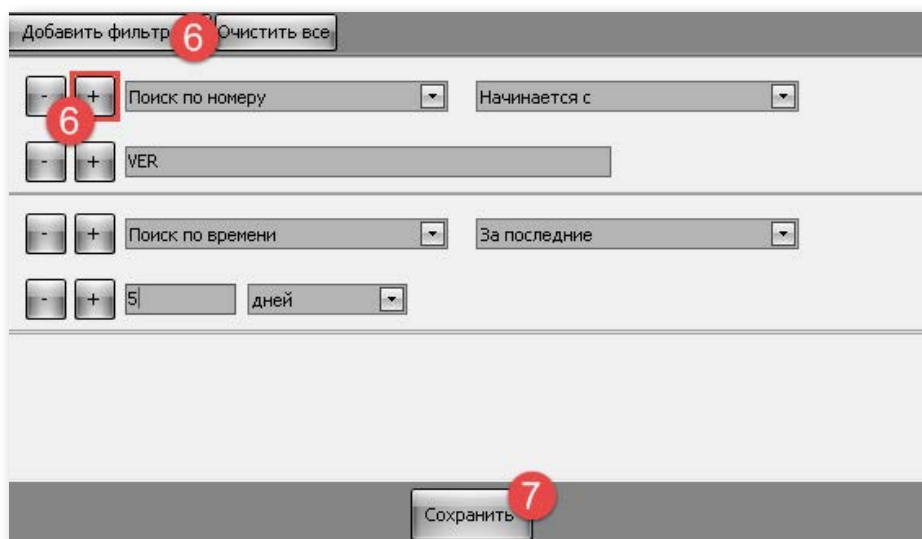 Добавить фильтр 6 Очистить все
- + Поиск по номеру Начинается с
6
- + VER
- + Поиск по времени За последние
- + 5 дней
7
Сохранить